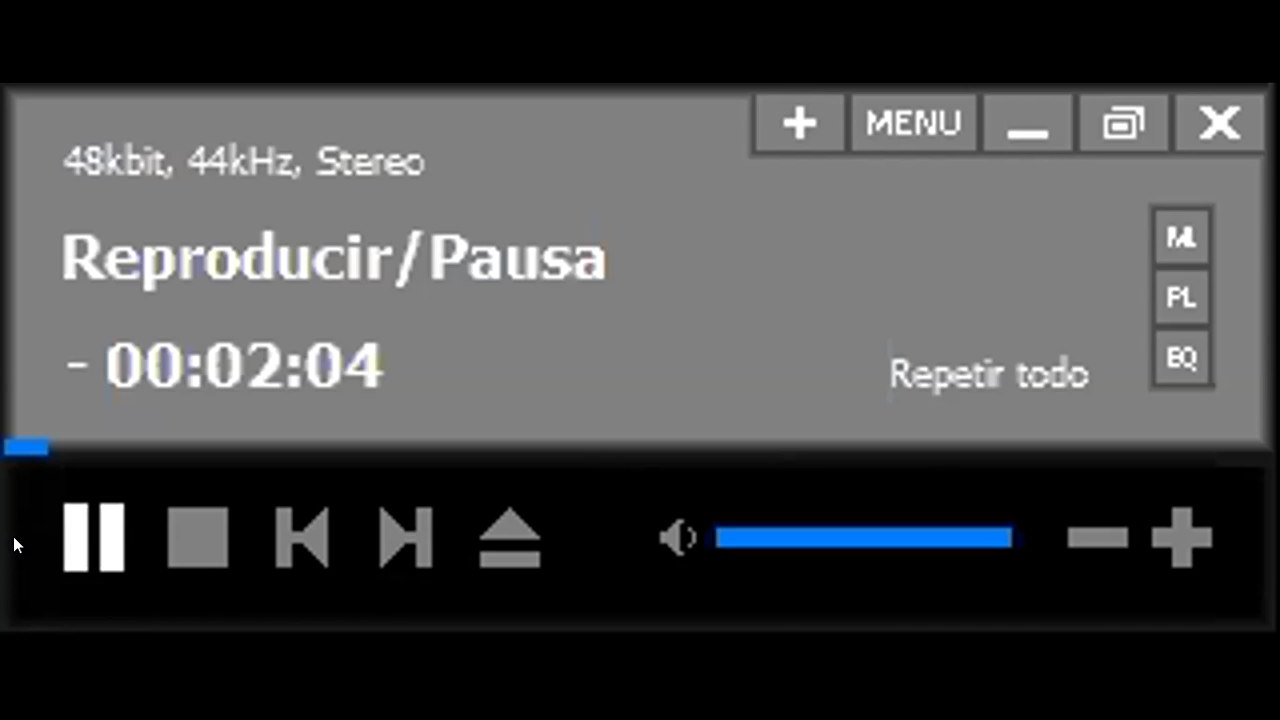 MENU
48kbit, 44kHz, Stereo
Reproducir/Pausa
ML
PL
- 00:02:04
Repetir todo
EQ